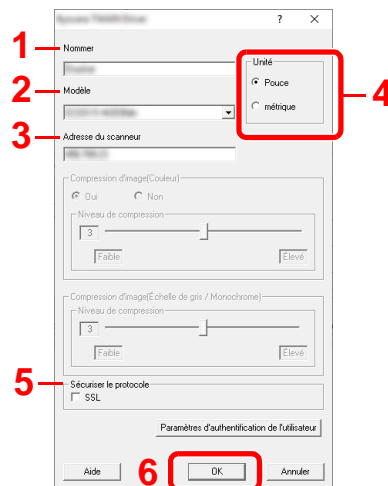 ? ×
1
Nommer
Unité
Pouce
métrique
4
2
Modèle
3
Adresse du scanneur
Compression d'image(Couleur)
Oui Non
Niveau de compression
3
Faible Élevé
Compression d'image(Échelle de gris / Monochrome)
Niveau de compression
3
Faible Élevé
5
Sécuriser le protocole
SSL
Paramètres d'authentification de l'utilisateur
Aide 6 OK Annuler